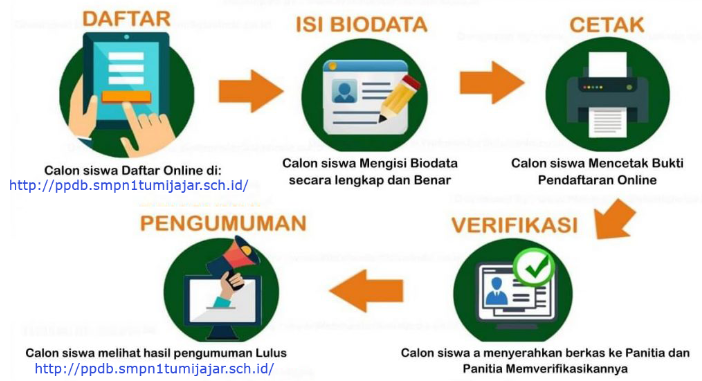 DAFTAR
Calon siswa Daftar Online di:
http://ppdb.smpn1tumijajar.sch.id/
ISI BIODATA
Calon siswa Mengisi Biodata
secara lengkap dan Benar
CETAK
Calon siswa Mencetak Bukti
Pendaftaran Online
VERIFIKASI
Calon siswa a menyerahkan berkas ke Panitia dan
Panitia Memverifikasikannya
PENGUMUMAN
Calon siswa melihat hasil pengumuman Lulus
http://ppdb.smpn1tumijajar.sch.id/